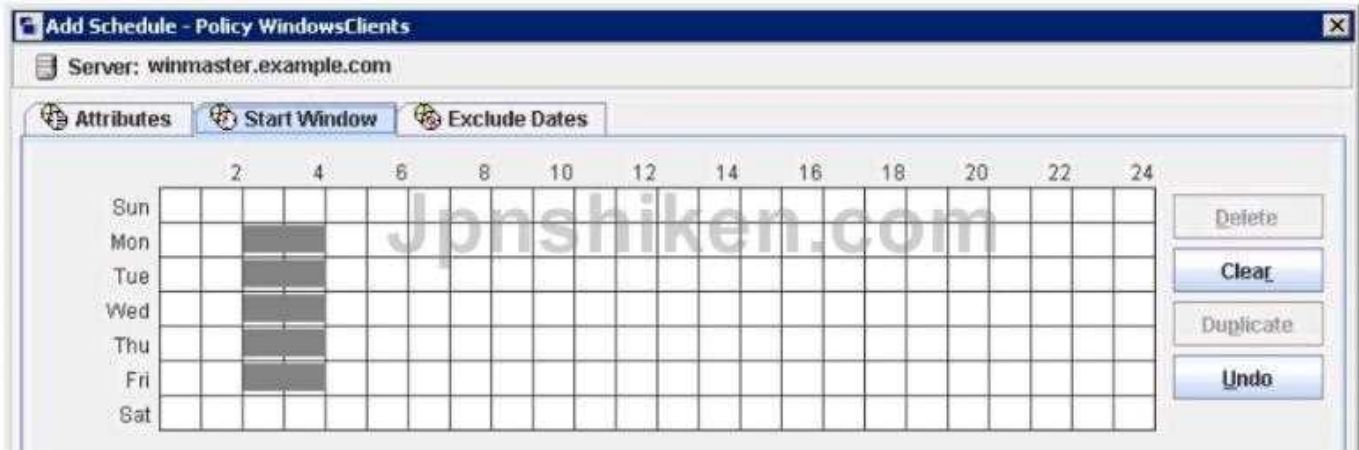 Add Schedule - Policy WindowsClients
Server: winmaster.example.com
Attributes Start Window Exclude Dates
2 4 6 8 10 12 14 16 18 20 22 24
Sun
Mon
Tue
Wed
Thu
Fri
Sat
Jpnshiken.com
Delete
Clear
Duplicate
Undo